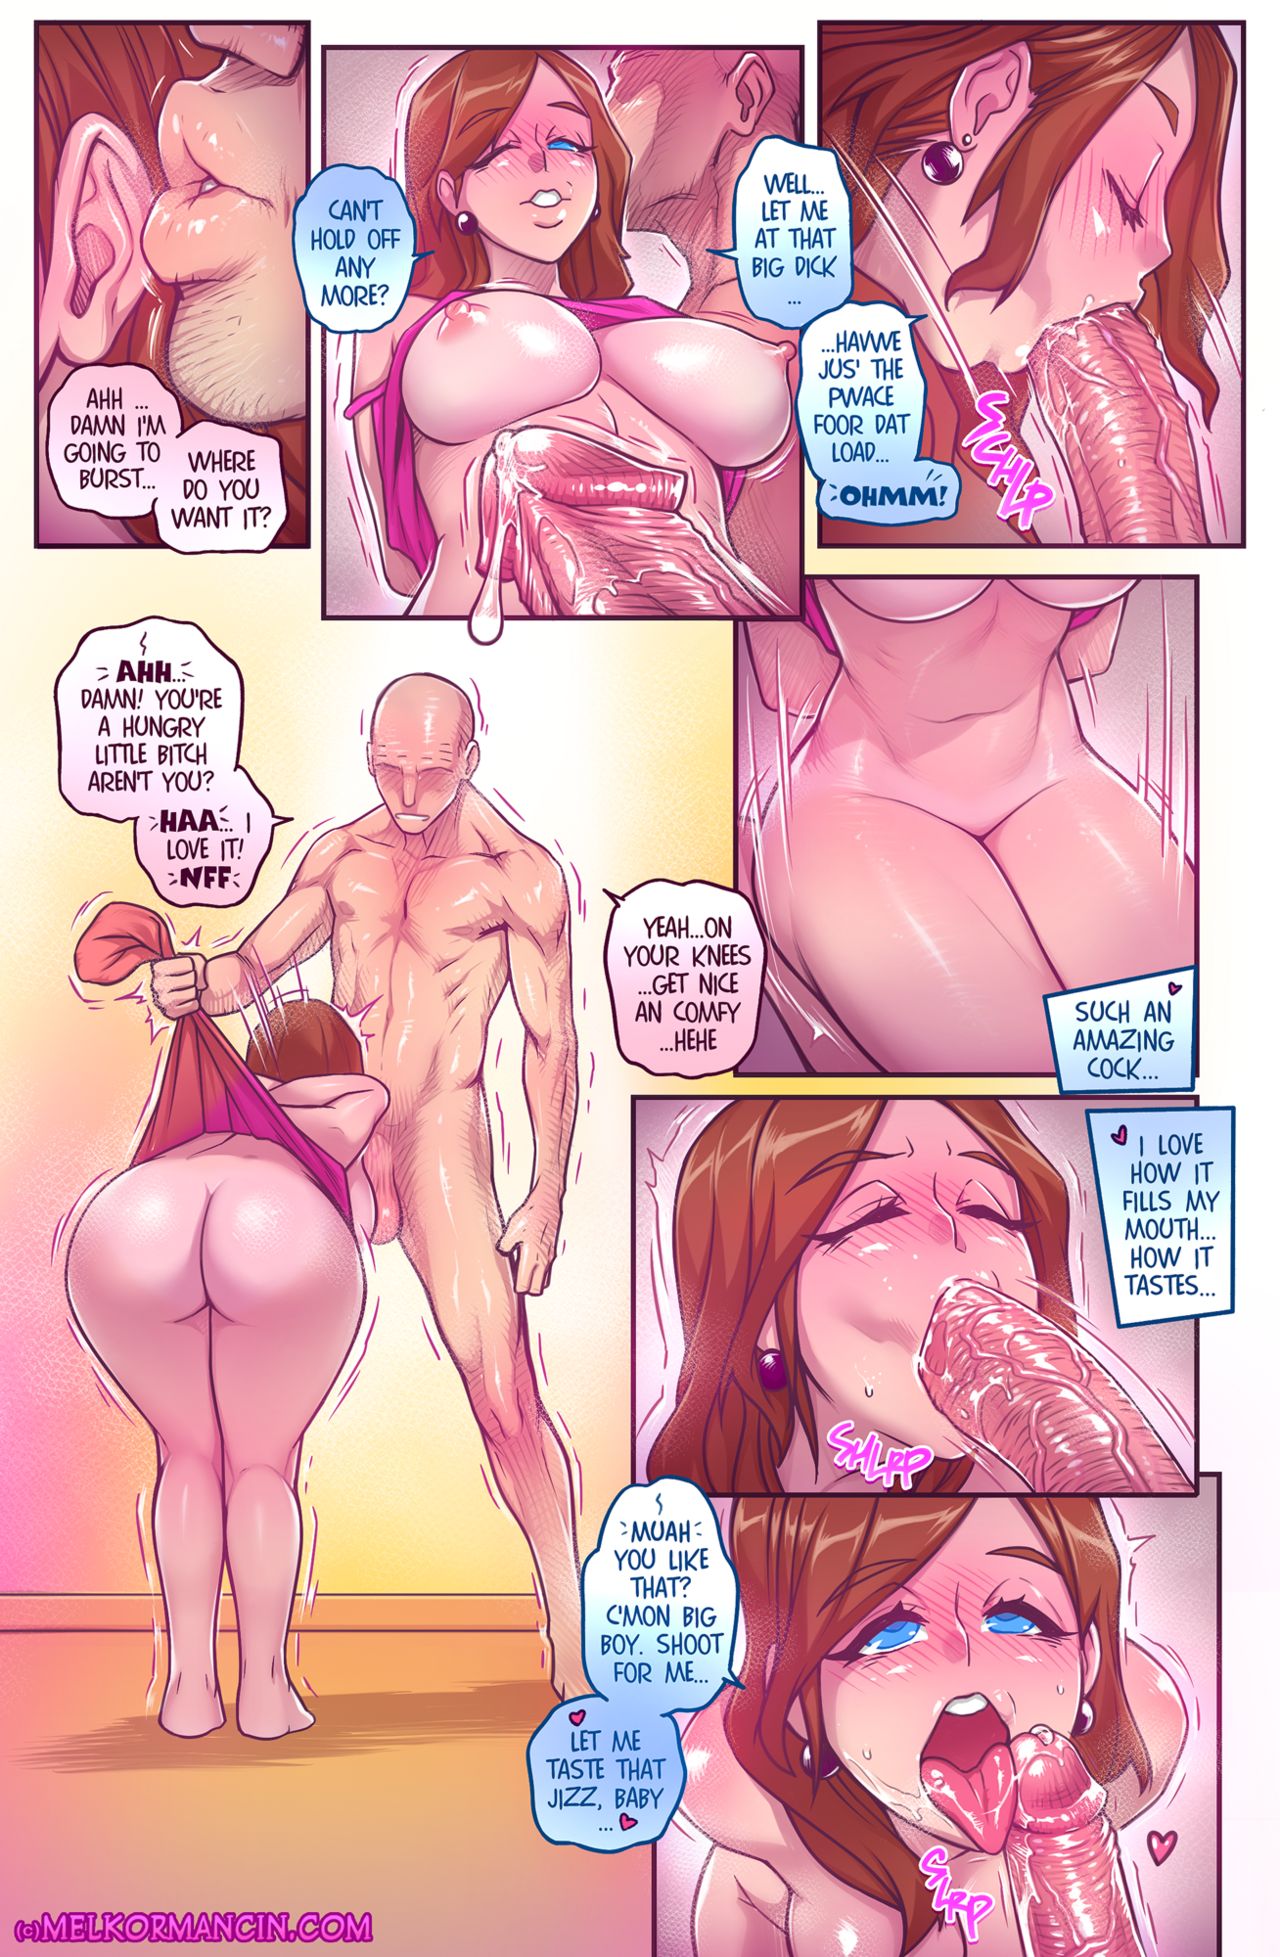 AHH ...
DAMN I'M
GOING TO
BURST...
WHERE
DO YOU
WANT IT?
CAN'T
HOLD OFF
ANY
MORE?
WELL...
LET ME
AT THAT
BIG DICK
...
...HAVWE
JUS' THE
PWACE
FOOR DAT
LOAD...
OHMM!
SCHLP
AHH...
DAMN! YOU'RE
A HUNGRY
LITTLE BITCH
AREN'T YOU?
HAA... I
LOVE IT!
NFF
YEAH...ON
YOUR KNEES
...GET NICE
AN COMFY
...HEHE
SUCH AN
AMAZING
COCK...
I LOVE
HOW IT
FILLS MY
MOUTH...
HOW IT
TASTES...
SHLRP
MUAH
YOU LIKE
THAT?
C'MON BIG
BOY. SHOOT
FOR ME...
LET ME
TASTE THAT
JIZZ, BABY
...
SLRP
(C)MELKORMANCIN.COM